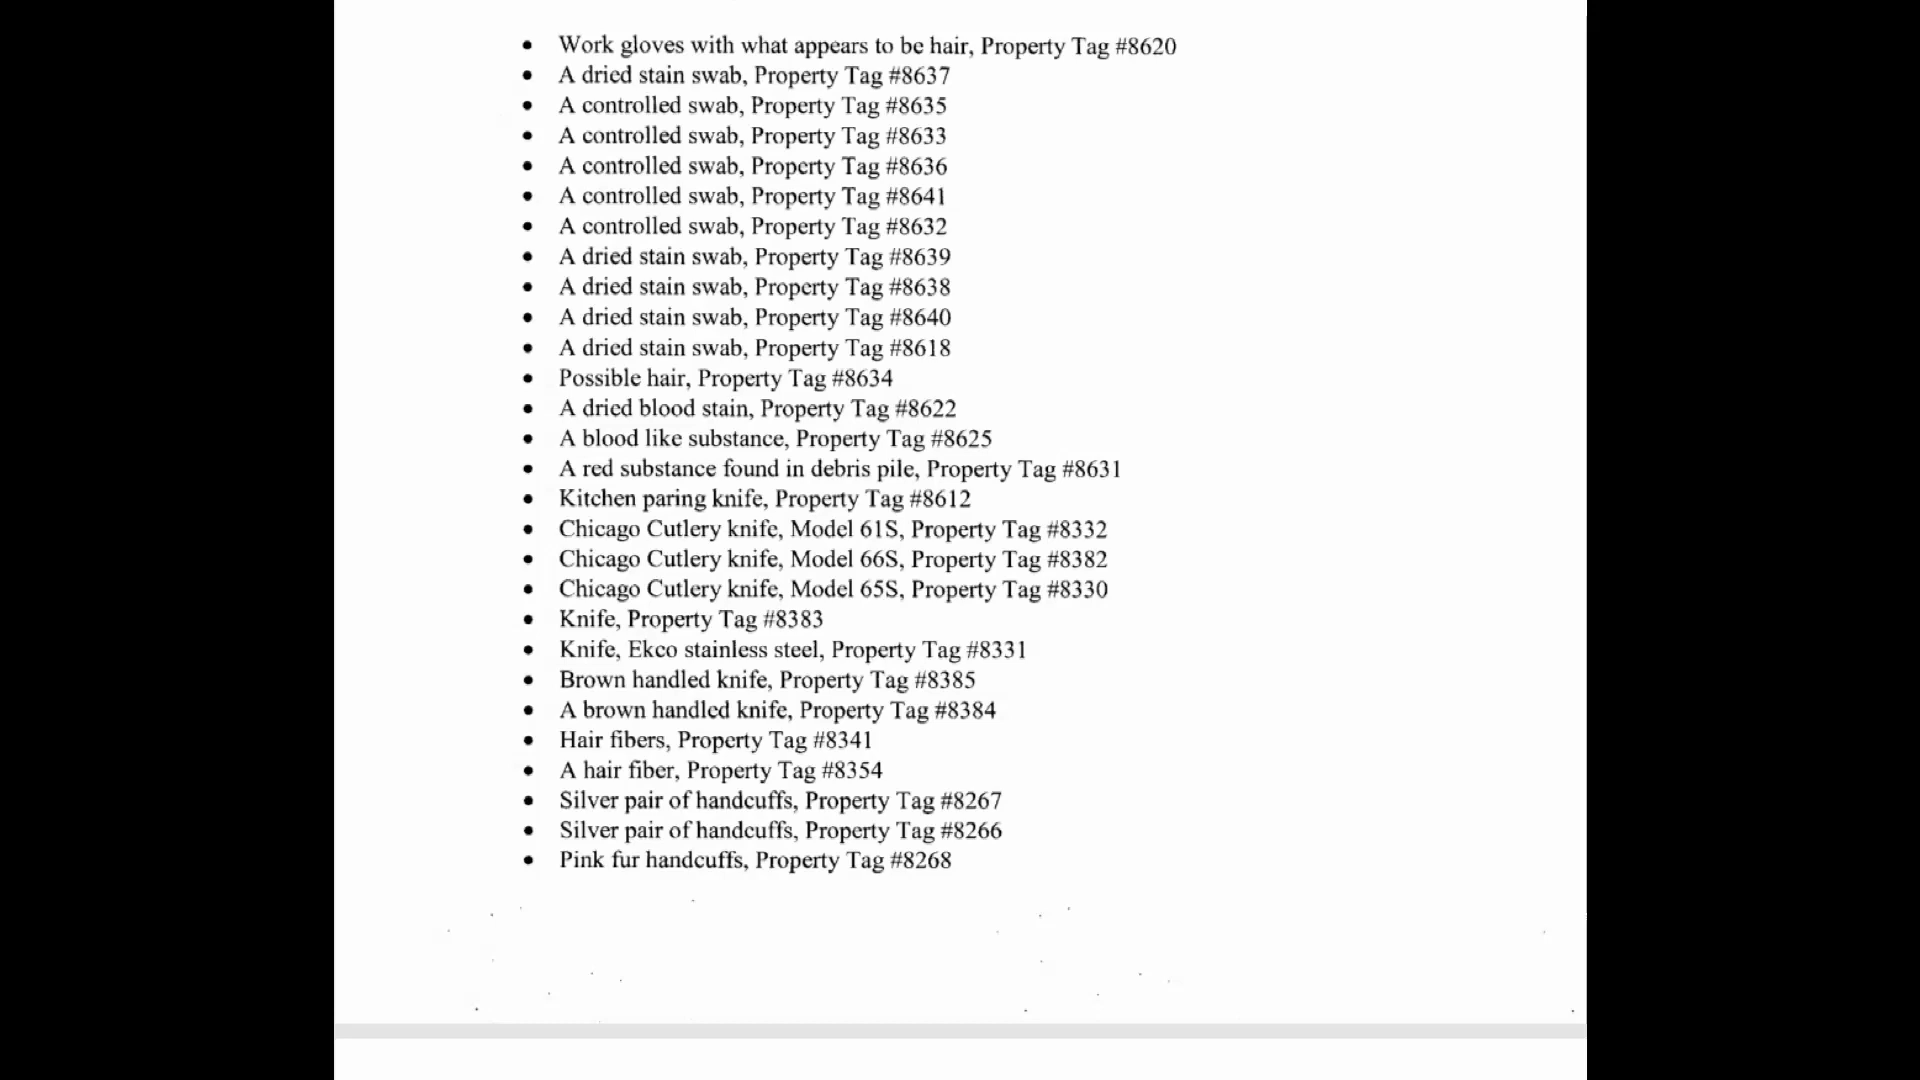 • Work gloves with what appears to be hair, Property Tag #8620
• A dried stain swab, Property Tag #8637
• A controlled swab, Property Tag #8635
• A controlled swab, Property Tag #8633
• A controlled swab, Property Tag #8636
• A controlled swab, Property Tag #8641
• A controlled swab, Property Tag #8632
• A dried stain swab, Property Tag #8639
• A dried stain swab, Property Tag #8638
• A dried stain swab, Property Tag #8640
• A dried stain swab, Property Tag #8618
• Possible hair, Property Tag #8634
• A dried blood stain, Property Tag #8622
• A blood like substance, Property Tag #8625
• A red substance found in debris pile, Property Tag #8631
• Kitchen paring knife, Property Tag #8612
• Chicago Cutlery knife, Model 61S, Property Tag #8332
• Chicago Cutlery knife, Model 66S, Property Tag #8382
• Chicago Cutlery knife, Model 65S, Property Tag #8330
• Knife, Property Tag #8383
• Knife, Ekco stainless steel, Property Tag #8331
• Brown handled knife, Property Tag #8385
• A brown handled knife, Property Tag #8384
• Hair fibers, Property Tag #8341
• A hair fiber, Property Tag #8354
• Silver pair of handcuffs, Property Tag #8267
• Silver pair of handcuffs, Property Tag #8266
• Pink fur handcuffs, Property Tag #8268